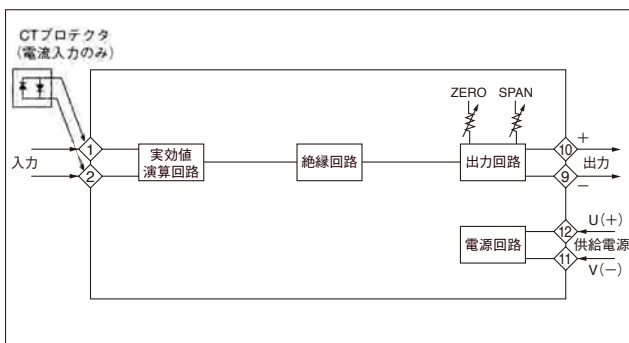 CTプロテクタ
(電流入力のみ)
ZERO SPAN
入力
1
2
実効値
演算回路
絶縁回路
出力回路
10
+
出力
9
−
電源回路
12
U(+)
供給電源
11
V(−)